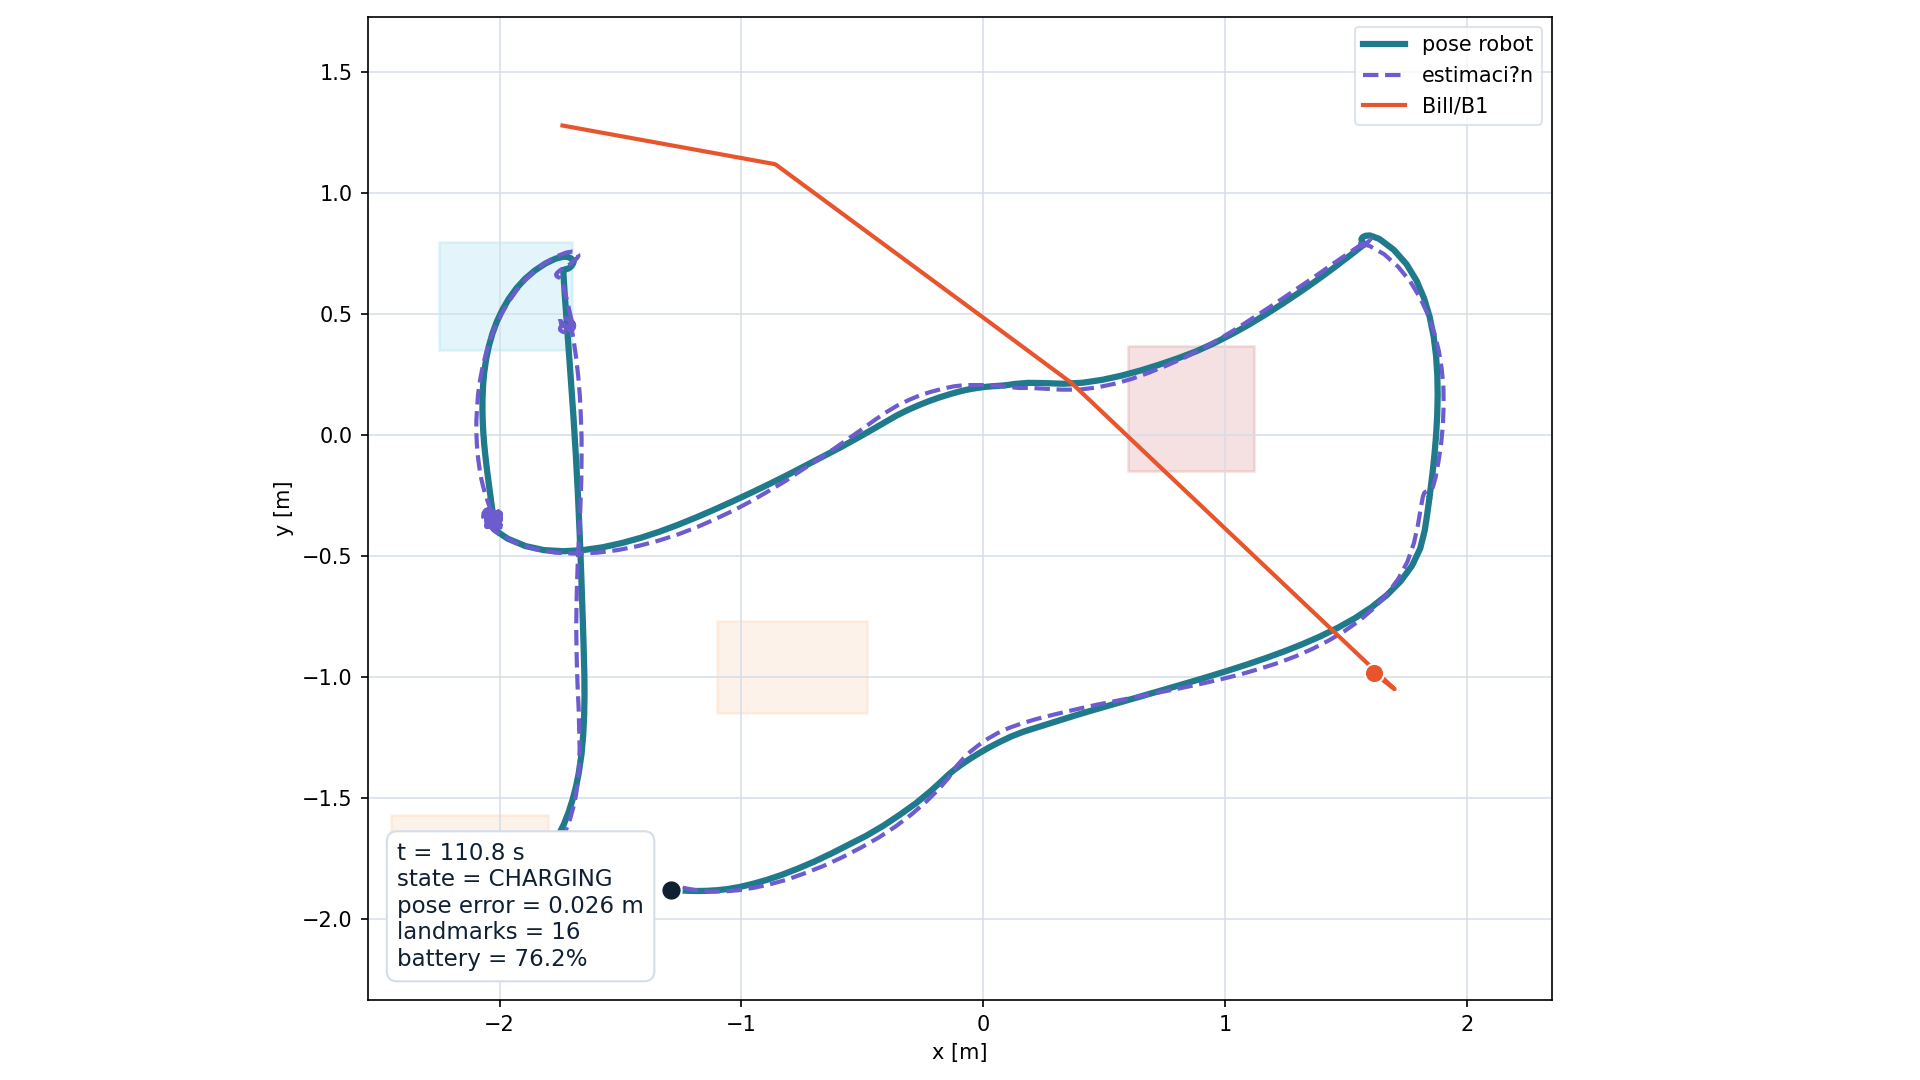 pose robot
estimaci?n
Bill/B1
1.5
1.0
0.5
0.0
−0.5
−1.0
−1.5
−2.0
y [m]
t = 110.8 s
state = CHARGING
pose error = 0.026 m
landmarks = 16
battery = 76.2%
−2
−1
0
1
2
x [m]